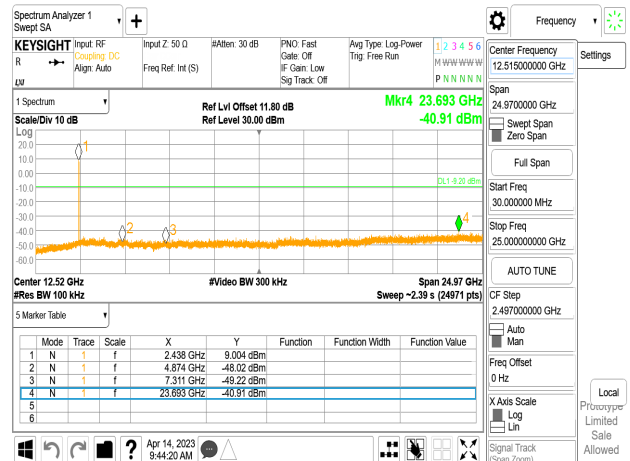 Spectrum Analyzer 1
Swept SA
Frequency
KEYSIGHT
R
LXI
Input: RF
Coupling: DC
Align: Auto
Input Z: 50 Ω
Freq Ref: Int (S)
#Atten: 30 dB
PNO: Fast
Gate: Off
IF Gain: Low
Sig Track: Off
Avg Type: Log-Power
Trig: Free Run
1 2 3 4 5 6
M W W W W W
P N N N N N
1 Spectrum
Scale/Div 10 dB
Log
Ref Lvl Offset 11.80 dB
Ref Level 30.00 dBm
Mkr4 23.693 GHz
-40.91 dBm
20.0
10.0
0.00
-10.0
-20.0
-30.0
-40.0
-50.0
-60.0
1
2
3
4
DL1 -9.20 dBm
Center 12.52 GHz
#Video BW 300 kHz
Span 24.97 GHz
#Res BW 100 kHz
Sweep ~2.39 s (24971 pts)
5 Marker Table
Mode Trace Scale X Y Function Function Width Function Value
1 N 1 f 2.438 GHz 9.004 dBm
2 N 1 f 4.874 GHz -48.02 dBm
3 N 1 f 7.311 GHz -49.22 dBm
4 N 1 f 23.693 GHz -40.91 dBm
5
6
Apr 14, 2023
9:44:20 AM
?
Center Frequency
12.515000000 GHz
Span
24.9700000 GHz
Swept Span
Zero Span
Full Span
Start Freq
30.000000 MHz
Stop Freq
25.000000000 GHz
AUTO TUNE
CF Step
2.497000000 GHz
Auto
Man
Freq Offset
0 Hz
X Axis Scale
Log
Lin
Signal Track
(Span Zoom)
Settings
Local
Prototype
Limited
Sale
Allowed